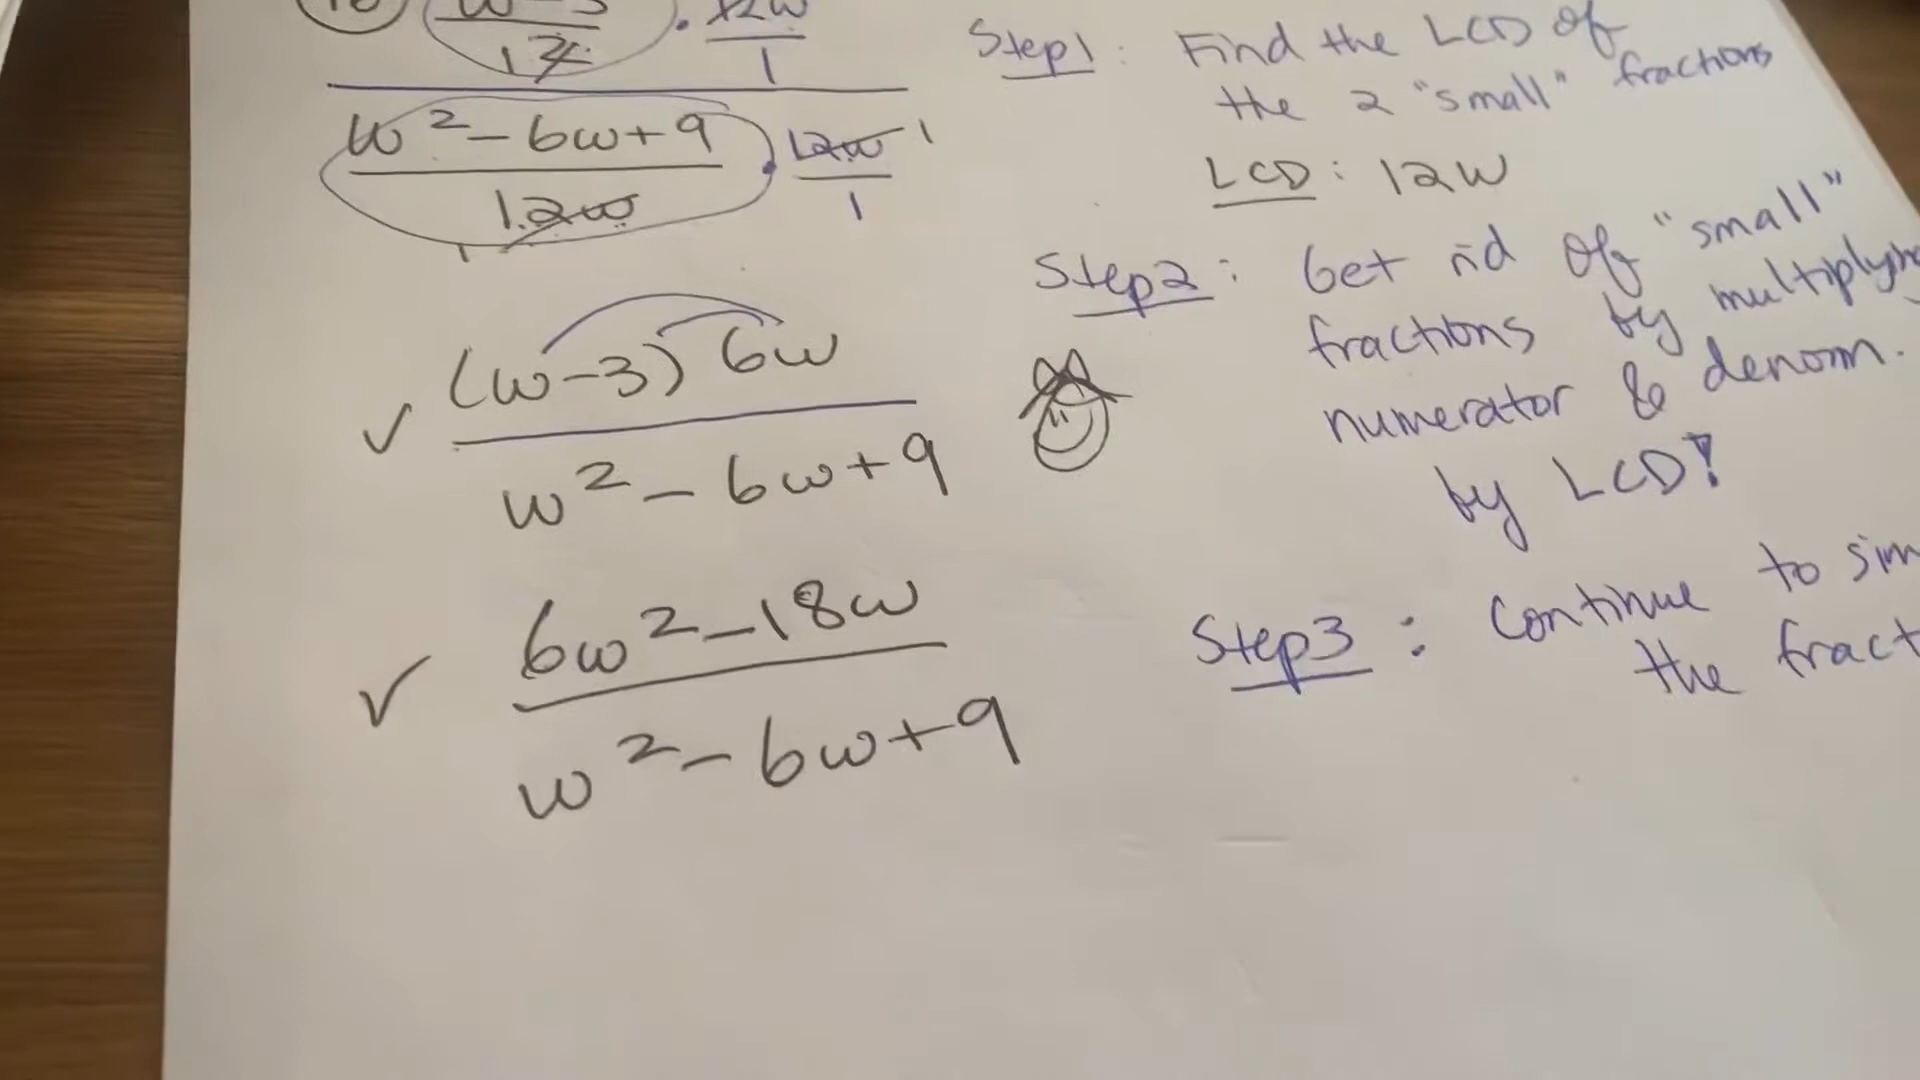 w-3 · 12w
12 1
w² - 6w + 9 · 12w 1
1 12w 1
(w-3) 6w
w² - 6w + 9
6w² - 18w
w² - 6w + 9
Step1: Find the LCD of
the 2 "small" fractions
LCD: 12w
Step2: Get rid of "small"
fractions by multiplying
numerator & denom.
by LCD!
Step3: Continue to sim
the fract